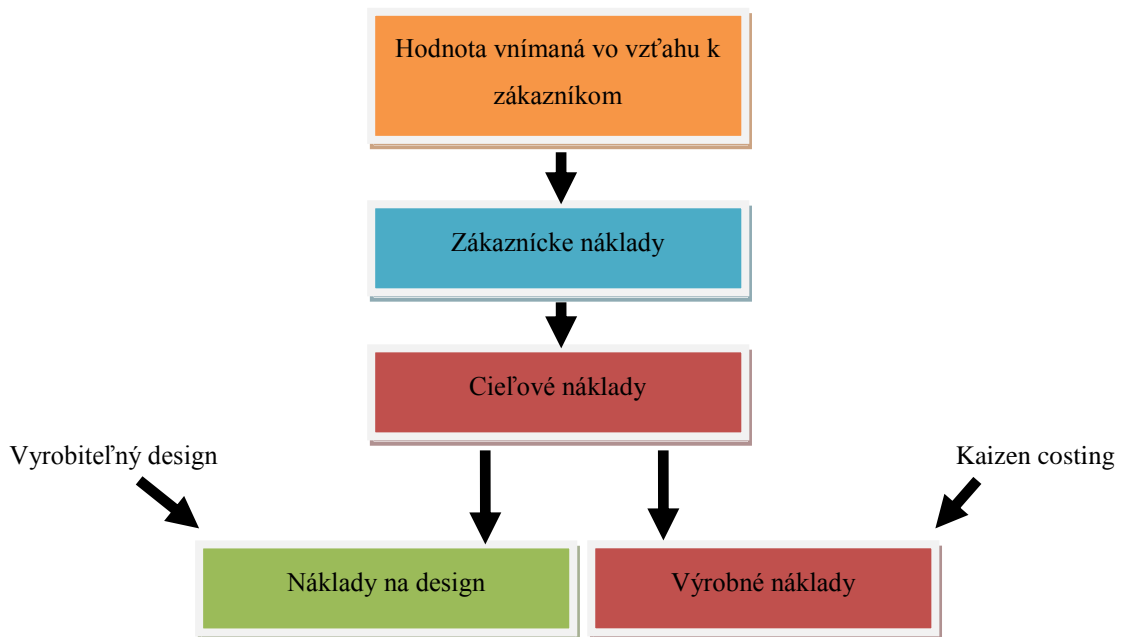 Hodnota vnímaná vo vzťahu k
zákazníkom
Zákaznícke náklady
Cieľové náklady
Vyrobiteľný design
Kaizen costing
Náklady na design
Výrobné náklady